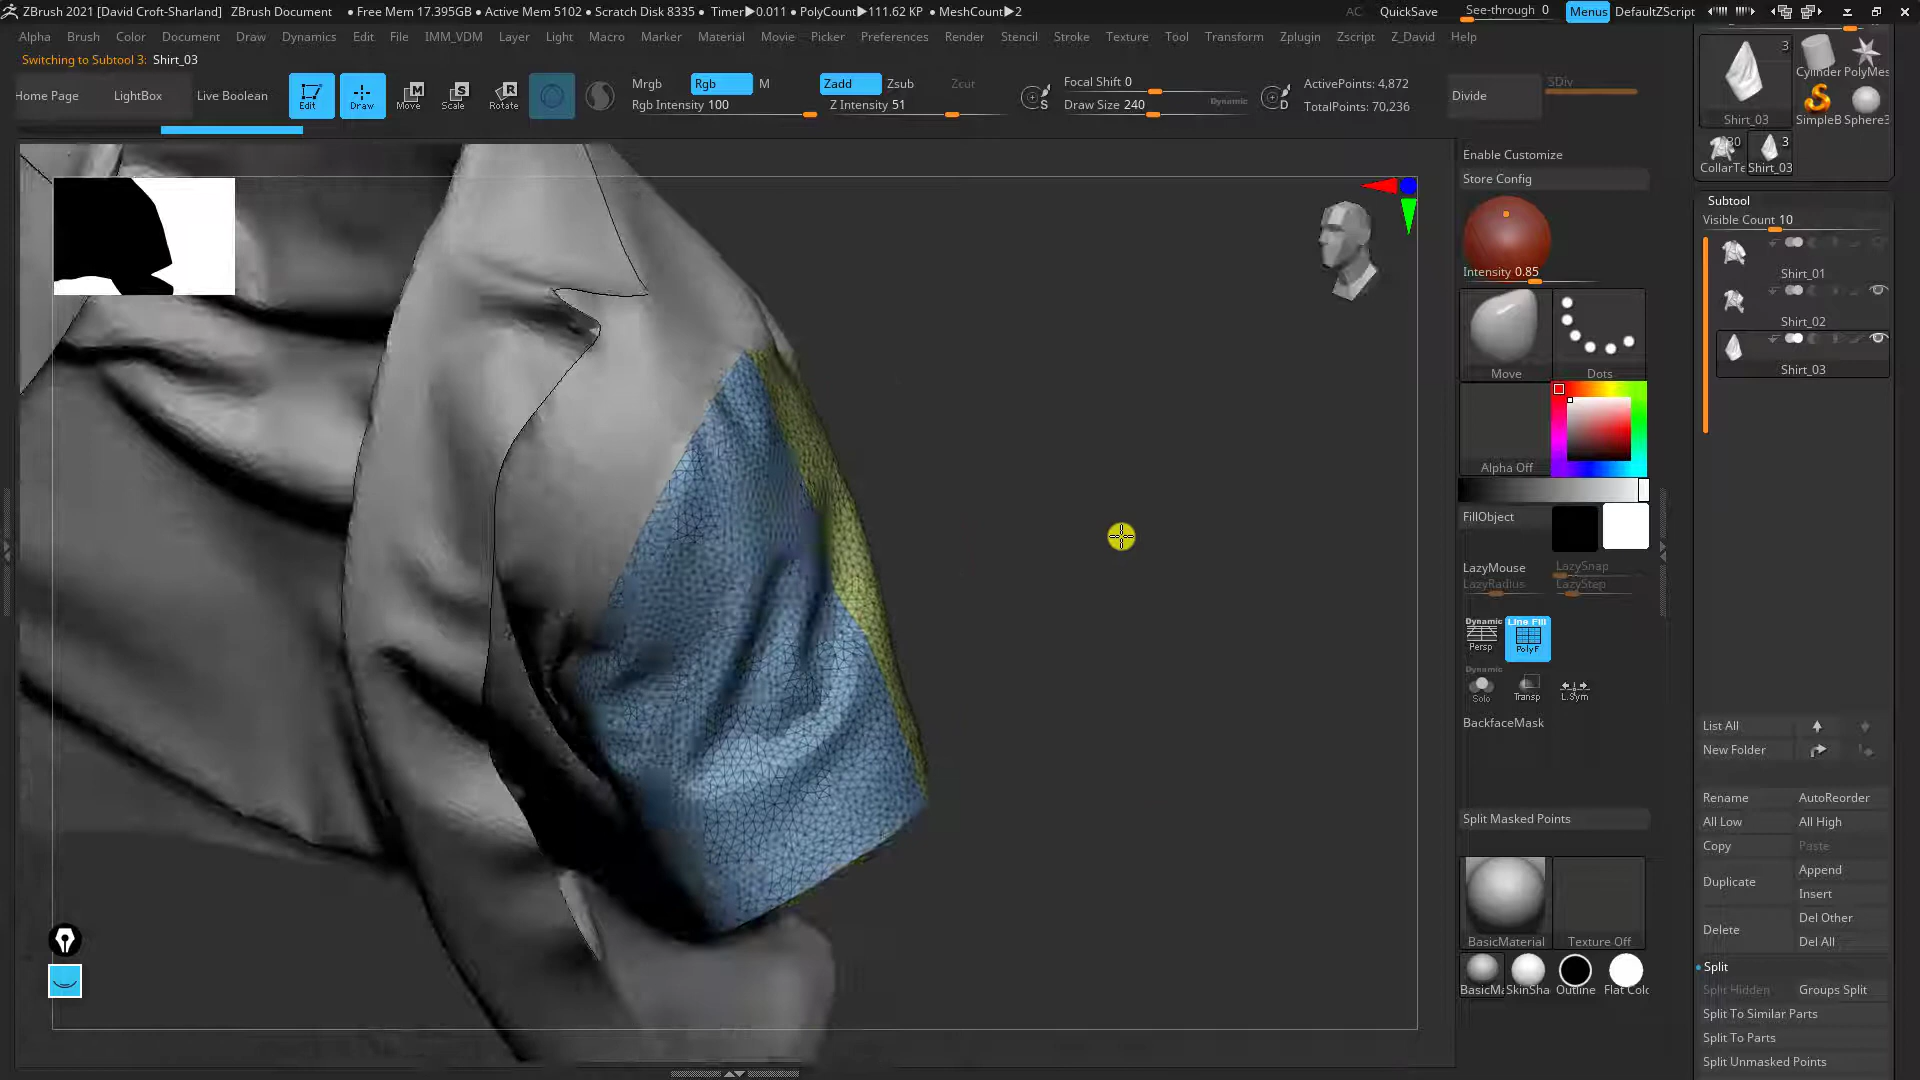 ZBrush 2021 [David Croft-Sharland] ZBrush Document • Free Mem 17.395GB • Active Mem 5102 • Scratch Disk 8335 • Timer▶0.011 • PolyCount▶111.62 KP • MeshCount▶2 AC QuickSave See-through 0 Menus DefaultZScript
Alpha Brush Color Document Draw Dynamics Edit File IMM_VDM Layer Light Macro Marker Material Movie Picker Preferences Render Stencil Stroke Texture Tool Transform Zplugin Zscript Z_David Help
Switching to Subtool 3: Shirt_03
Home Page LightBox Live Boolean
Edit Draw Move Scale Rotate
Mrgb Rgb M
Rgb Intensity 100
Zadd Zsub Zcut
Z Intensity 51
S
Focal Shift 0
Draw Size 240 Dynamic
D
ActivePoints: 4,872
TotalPoints: 70,236
Divide
SDiv
Enable Customize
Store Config
Intensity 0.85
Move Dots
Alpha Off
FillObject
LazyMouse LazySnap
LazyRadius LazyStep
Dynamic Line Fill
Persp PolyF
Dynamic
Solo Transp L.Sym
BackfaceMask
Split Masked Points
BasicMaterial Texture Off
BasicMa SkinSha Outline Flat Colo
3
Cylinder PolyMes
Shirt_03 SimpleB Sphere3
30 3
CollarTe Shirt_03
Subtool
Visible Count 10
Shirt_01
Shirt_02
Shirt_03
List All
New Folder
Rename AutoReorder
All Low All High
Copy Paste
Duplicate Append
Insert
Delete Del Other
Del All
Split
Split Hidden Groups Split
Split To Similar Parts
Split To Parts
Split Unmasked Points